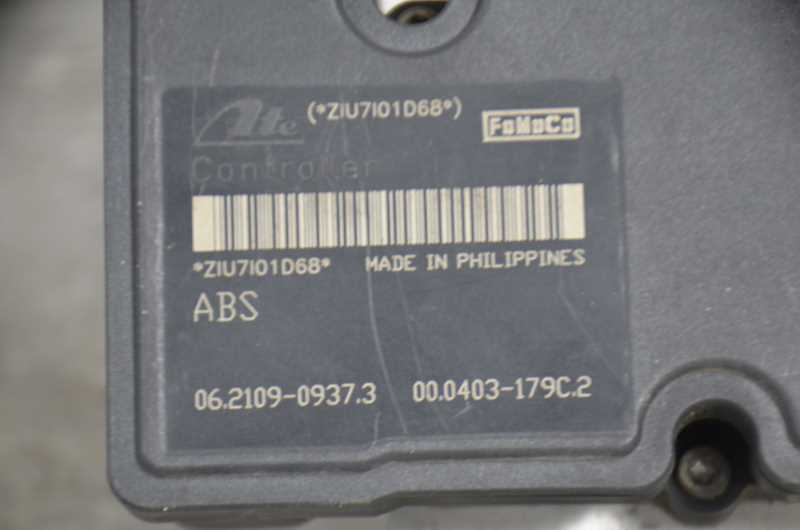 Ate (*ZIU7I01D68*) FoMoCo
Controller
*ZIU7I01D68* MADE IN PHILIPPINES
ABS
06.2109-0937.3 00.0403-179C.2